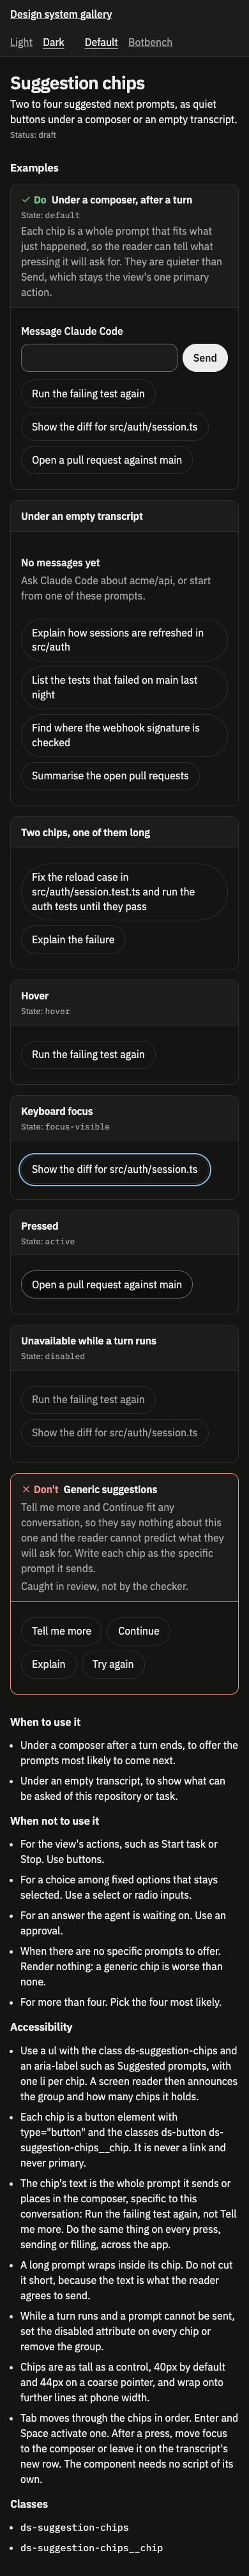 Design system gallery
Light Dark Default Botbench
Suggestion chips
Two to four suggested next prompts, as quiet
buttons under a composer or an empty transcript.
Status: draft
Examples
✓ Do Under a composer, after a turn
State: default
Each chip is a whole prompt that fits what
just happened, so the reader can tell what
pressing it will ask for. They are quieter than
Send, which stays the view's one primary
action.
Message Claude Code
Send
Run the failing test again
Show the diff for src/auth/session.ts
Open a pull request against main
Under an empty transcript
No messages yet
Ask Claude Code about acme/api, or start
from one of these prompts.
Explain how sessions are refreshed in
src/auth
List the tests that failed on main last
night
Find where the webhook signature is
checked
Summarise the open pull requests
Two chips, one of them long
Fix the reload case in
src/auth/session.test.ts and run the
auth tests until they pass
Explain the failure
Hover
State: hover
Run the failing test again
Keyboard focus
State: focus-visible
Show the diff for src/auth/session.ts
Pressed
State: active
Open a pull request against main
Unavailable while a turn runs
State: disabled
Run the failing test again
Show the diff for src/auth/session.ts
✕ Don't Generic suggestions
Tell me more and Continue fit any
conversation, so they say nothing about this
one and the reader cannot predict what they
will ask for. Write each chip as the specific
prompt it sends.
Caught in review, not by the checker.
Tell me more Continue
Explain Try again
When to use it
• Under a composer after a turn ends, to offer the
prompts most likely to come next.
• Under an empty transcript, to show what can
be asked of this repository or task.
When not to use it
• For the view's actions, such as Start task or
Stop. Use buttons.
• For a choice among fixed options that stays
selected. Use a select or radio inputs.
• For an answer the agent is waiting on. Use an
approval.
• When there are no specific prompts to offer.
Render nothing: a generic chip is worse than
none.
• For more than four. Pick the four most likely.
Accessibility
• Use a ul with the class ds-suggestion-chips and
an aria-label such as Suggested prompts, with
one li per chip. A screen reader then announces
the group and how many chips it holds.
• Each chip is a button element with
type="button" and the classes ds-button ds-
suggestion-chips__chip. It is never a link and
never primary.
• The chip's text is the whole prompt it sends or
places in the composer, specific to this
conversation: Run the failing test again, not Tell
me more. Do the same thing on every press,
sending or filling, across the app.
• A long prompt wraps inside its chip. Do not cut
it short, because the text is what the reader
agrees to send.
• While a turn runs and a prompt cannot be sent,
set the disabled attribute on every chip or
remove the group.
• Chips are as tall as a control, 40px by default
and 44px on a coarse pointer, and wrap onto
further lines at phone width.
• Tab moves through the chips in order. Enter and
Space activate one. After a press, move focus
to the composer or leave it on the transcript's
new row. The component needs no script of its
own.
Classes
• ds-suggestion-chips
• ds-suggestion-chips__chip